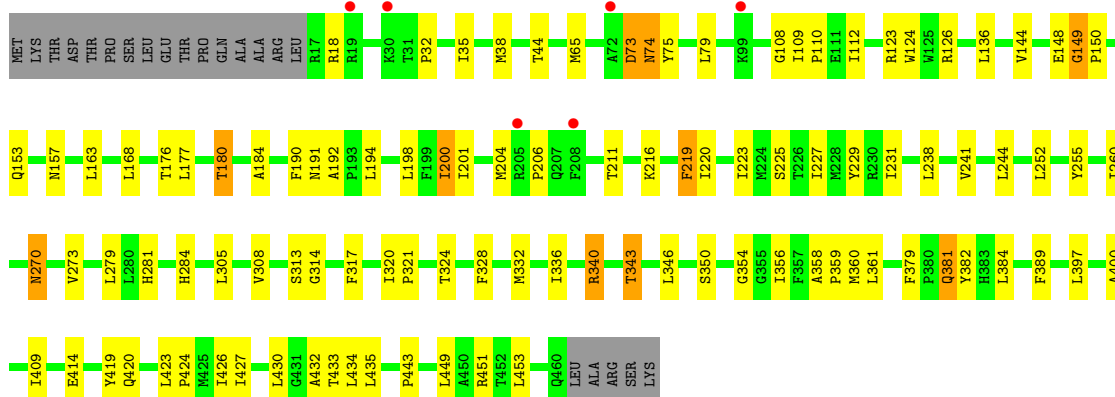 MET LYS THR ASP THR PRO SER LEU GLU THR PRO GLN ALA ALA ARG LEU R17 R18 R19 K30 T31 P32 I35 M38 T44 M65 A72 D73 N74 Y75 L79 K99 G108 I109 P110 E111 I112 R123 W124 W125 R126 L136 V144 E148 G149 P150
Q153 N157 L163 L168 T176 L177 T180 A184 F190 N191 A192 P193 L194 L198 F199 I200 I201 M204 R205 P206 Q207 F208 T211 K216 F219 I220 I223 M224 S225 T226 I227 M228 Y229 R230 I231 L238 V241 L244 L252 Y255
N270 V273 L279 L280 H281 H284 L305 V308 S313 G314 F317 I320 P321 T324 F328 M332 I336 R340 T343 L346 S350 G354 G355 I356 F357 A358 P359 M360 L361 F379 P380 Q381 Y382 H383 L384 F389 L397
I409 E414 Y419 Q420 L423 P424 M425 I426 I427 L430 G431 A432 T433 L434 L435 P443 L449 A450 R451 T452 L453 Q460 LEU ALA ARG SER LYS